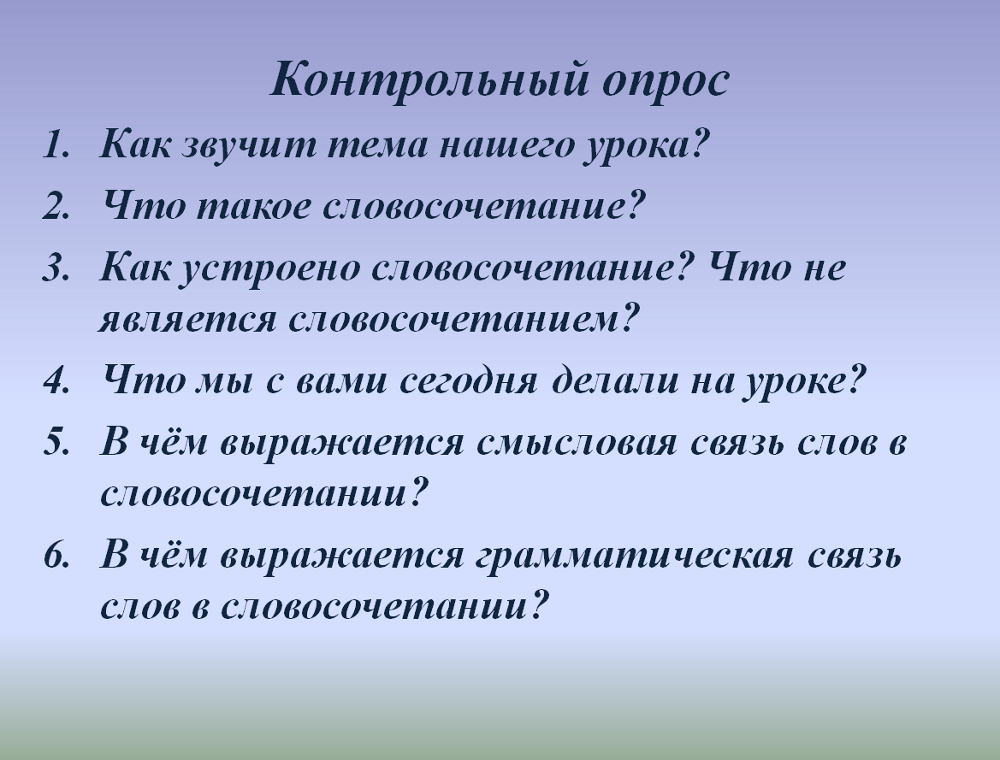 Контрольный опрос
1. Как звучит тема нашего урока?
2. Что такое словосочетание?
3. Как устроено словосочетание? Что не
является словосочетанием?
4. Что мы с вами сегодня делали на уроке?
5. В чём выражается смысловая связь слов в
словосочетании?
6. В чём выражается грамматическая связь
слов в словосочетании?